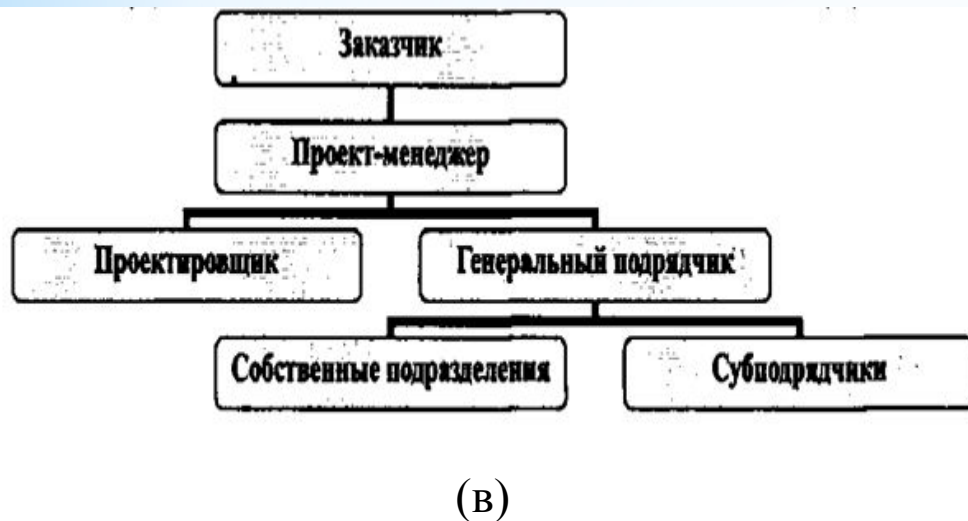 Заказчик
Проект-менеджер
Проектировщик
Генеральный подрядчик
Собственные подразделения
Субподрядчики
(в)